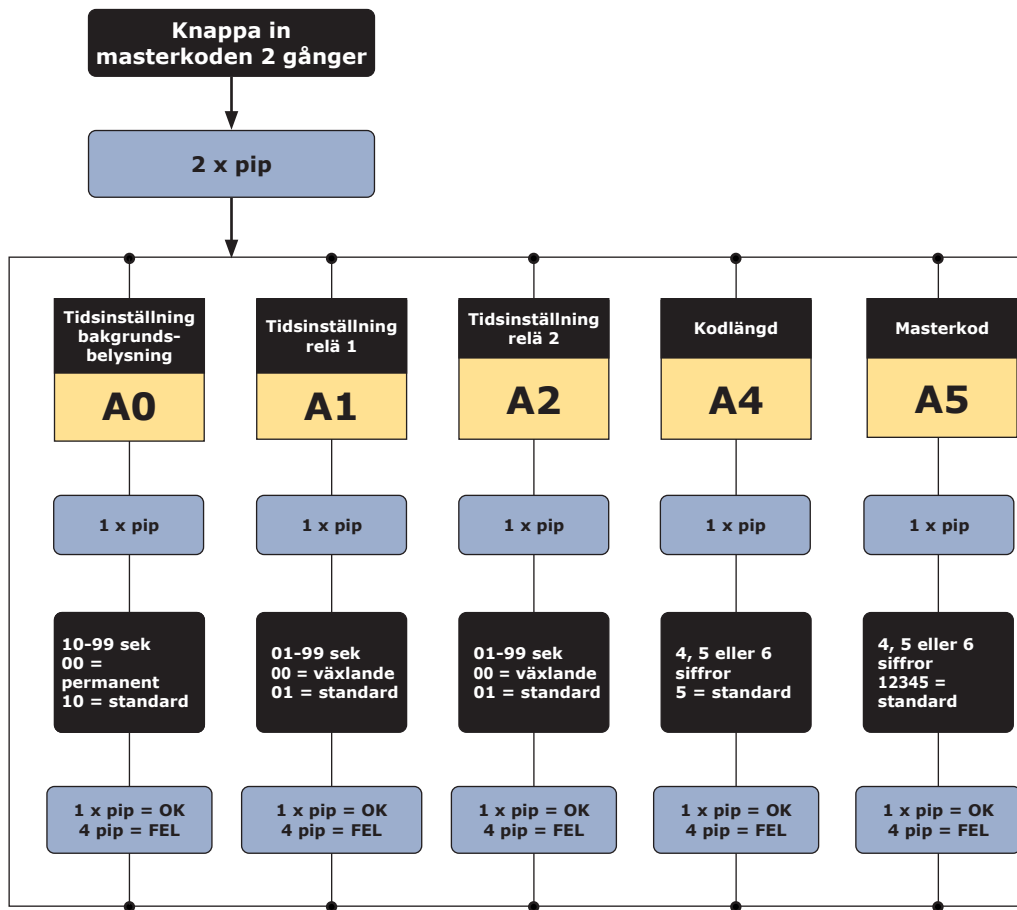 Knappa in
masterkoden 2 gånger
2 x pip
Tidsinställning
bakgrunds-
belysning
A0
1 x pip
10-99 sek
00 =
permanent
10 = standard
1 x pip = OK
4 pip = FEL
Tidsinställning
relä 1
A1
1 x pip
01-99 sek
00 = växlande
01 = standard
1 x pip = OK
4 pip = FEL
Tidsinställning
relä 2
A2
1 x pip
01-99 sek
00 = växlande
01 = standard
1 x pip = OK
4 pip = FEL
Kodlängd
A4
1 x pip
4, 5 eller 6
siffror
5 = standard
1 x pip = OK
4 pip = FEL
Masterkod
A5
1 x pip
4, 5 eller 6
siffror
12345 =
standard
1 x pip = OK
4 pip = FEL